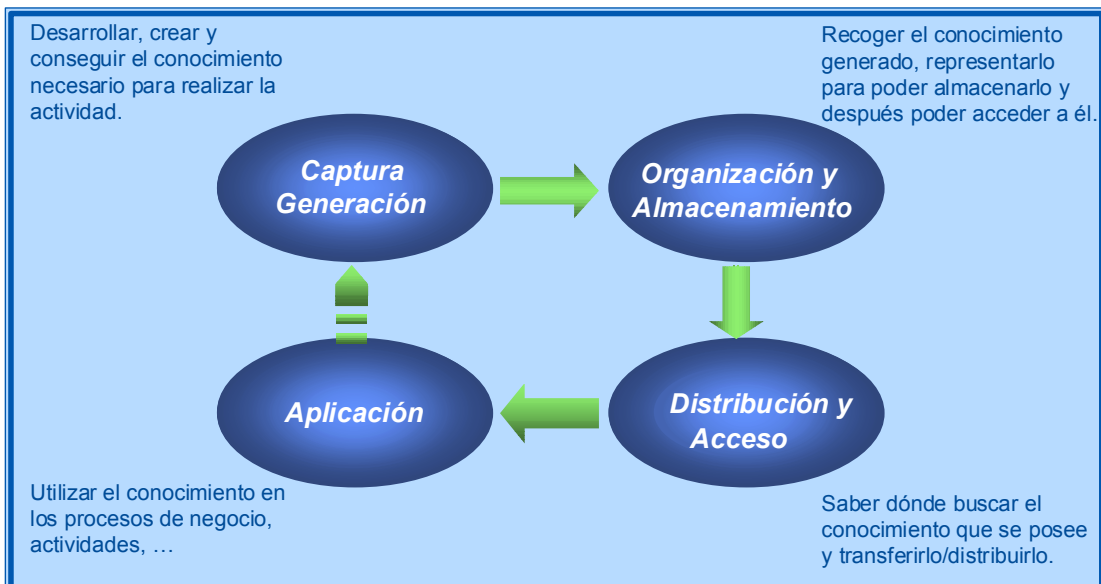 Desarrollar, crear y
conseguir el conocimiento
necesario para realizar la
actividad.
Recoger el conocimiento
generado, representarlo
para poder almacenarlo y
después poder acceder a él.
Captura
Generación
Organización y
Almacenamiento
Aplicación
Distribución y
Acceso
Utilizar el conocimiento en
los procesos de negocio,
actividades, …
Saber dónde buscar el
conocimiento que se posee
y transferirlo/distribuirlo.